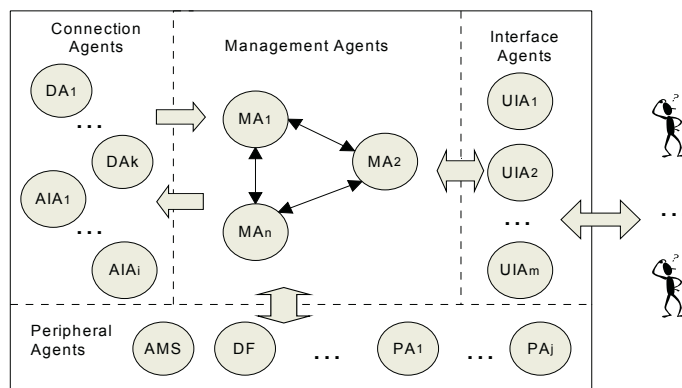 Connection
Agents
Management Agents
Interface
Agents
DA1
...
DAk
AIA1
...
AIAi
MA1
MA2
MAn
UIA1
UIA2
...
UIAm
?
..
?
Peripheral
Agents
AMS
DF
...
PA1
...
PAj